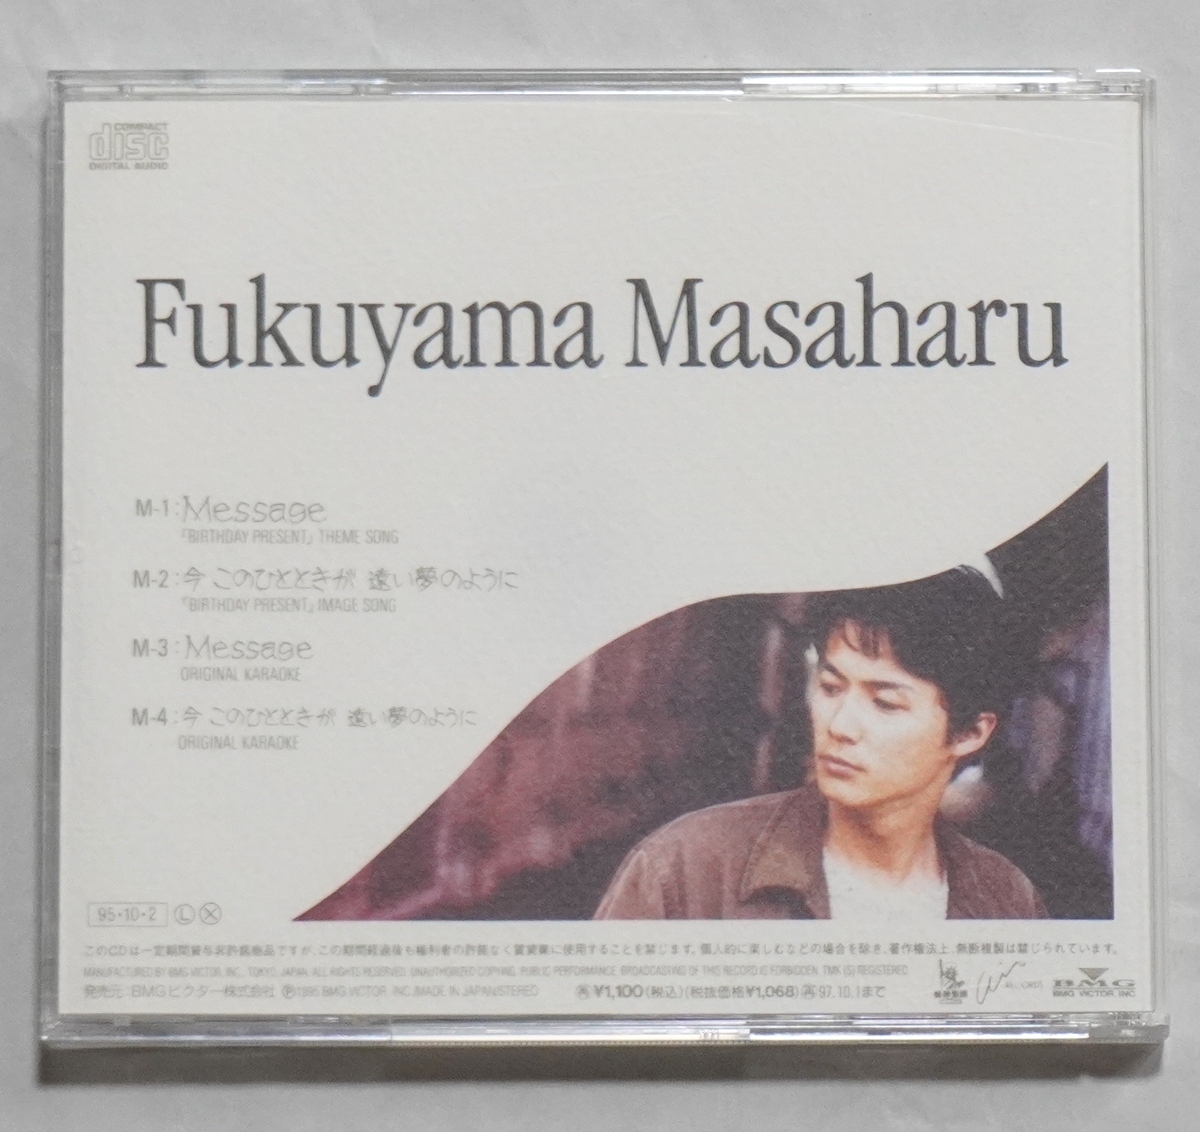 COMPACT
disc
DIGITAL AUDIO
Fukuyama Masaharu
M-1:Message
『BIRTHDAY PRESENT』 THEME SONG
M-2:今 このひとときが 遠い夢のように
『BIRTHDAY PRESENT』 IMAGE SONG
M-3:Message
ORIGINAL KARAOKE
M-4:今 このひとときが 遠い夢のように
ORIGINAL KARAOKE
95・10・2 Ⓛ Ⓧ
このCDは一定期間貸与非許諾商品ですが、この期間経過後も権利者の許諾なく賃貸業に使用することを禁じます。個人的に楽しむなどの場合を除き、著作権法上、無断複製は禁じられています。
MANUFACTURED BY BMG VICTOR, INC., TOKYO, JAPAN. ALL RIGHTS RESERVED. UNAUTHORIZED COPYING, PUBLIC PERFORMANCE, BROADCASTING OF THIS RECORD IS FORBIDDEN. TMK (S) REGISTERED
発売元:BMGビクター株式会社 Ⓟ1995 BMG VICTOR, INC./MADE IN JAPAN/STEREO ¥1,100(税込)(税抜価格¥1,068) 97.10.1まで
RECORDS
BMG
BMG VICTOR, INC.